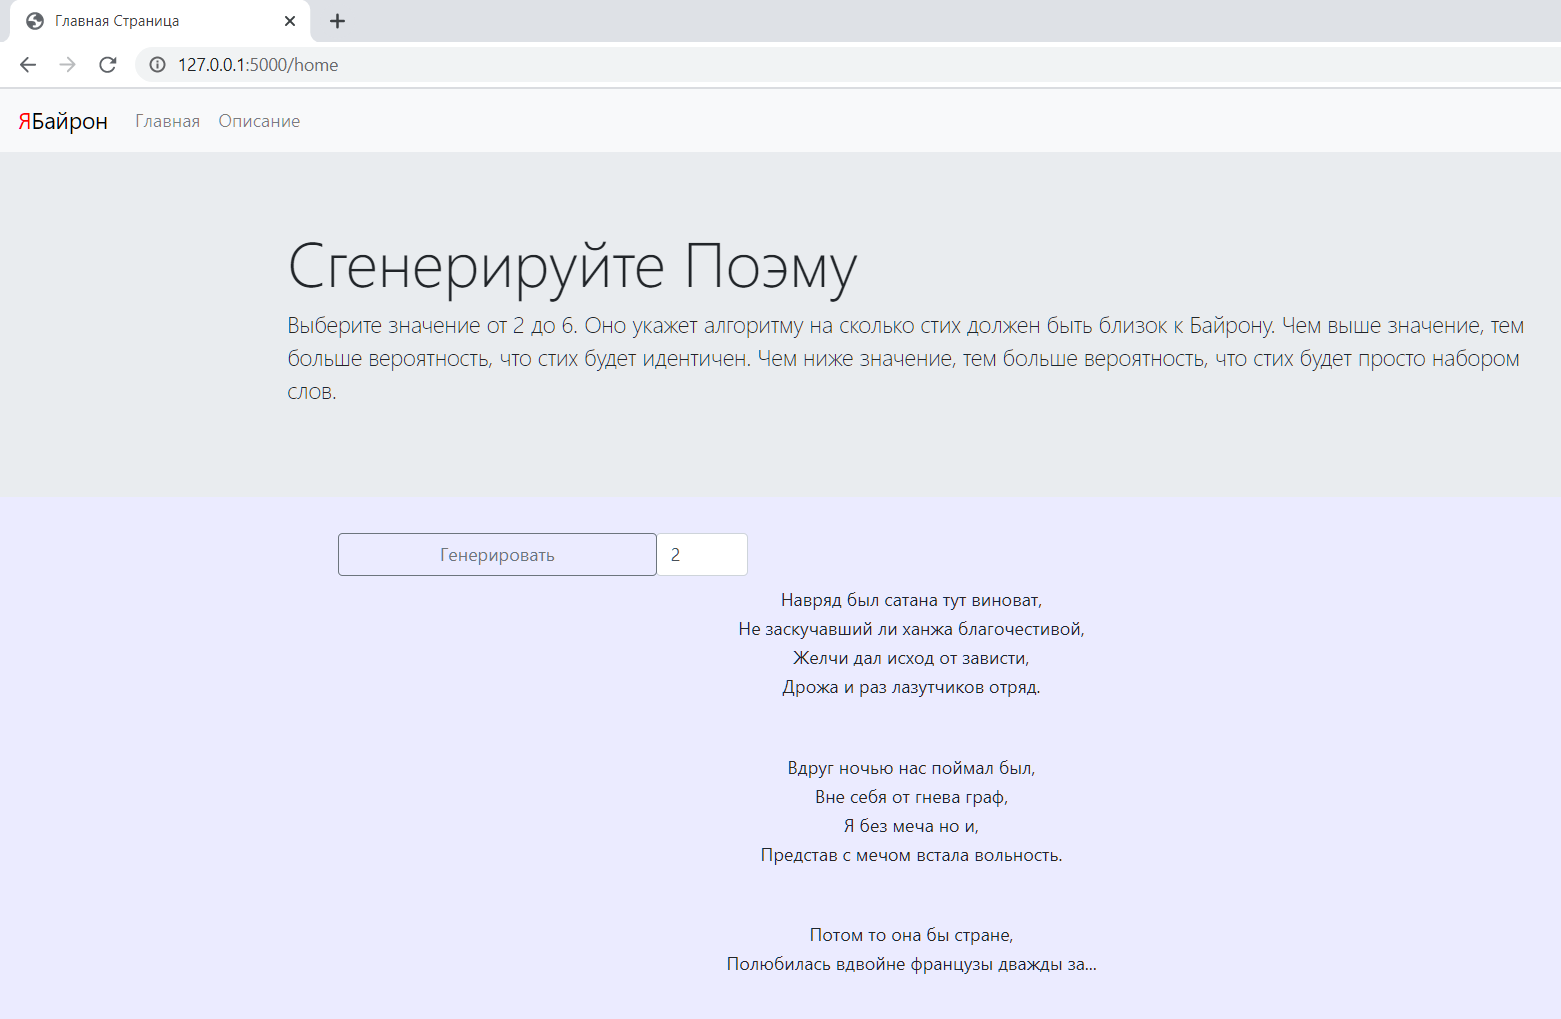 Главная Страница
127.0.0.1:5000/home
ЯБайрон Главная Описание
Сгенерируйте Поэму
Выберите значение от 2 до 6. Оно укажет алгоритму на сколько стих должен быть близок к Байрону. Чем выше значение, тем
больше вероятность, что стих будет идентичен. Чем ниже значение, тем больше вероятность, что стих будет просто набором
слов.
Генерировать 2
Навряд был сатана тут виноват,
Не заскучавший ли ханжа благочестивой,
Желчи дал исход от зависти,
Дрожа и раз лазутчиков отряд.
Вдруг ночью нас поймал был,
Вне себя от гнева граф,
Я без меча но и,
Представ с мечом встала вольность.
Потом то она бы стране,
Полюбилась вдвойне французы дважды за...